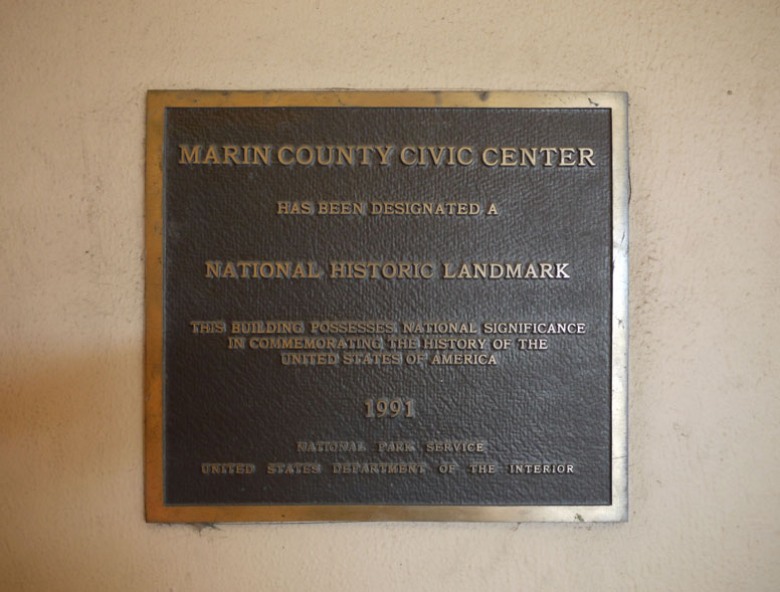 MARIN COUNTY CIVIC CENTER
HAS BEEN DESIGNATED A
NATIONAL HISTORIC LANDMARK
THIS BUILDING POSSESSES NATIONAL SIGNIFICANCE
IN COMMEMORATING THE HISTORY OF THE
UNITED STATES OF AMERICA
1991
NATIONAL PARK SERVICE
UNITED STATES DEPARTMENT OF THE INTERIOR